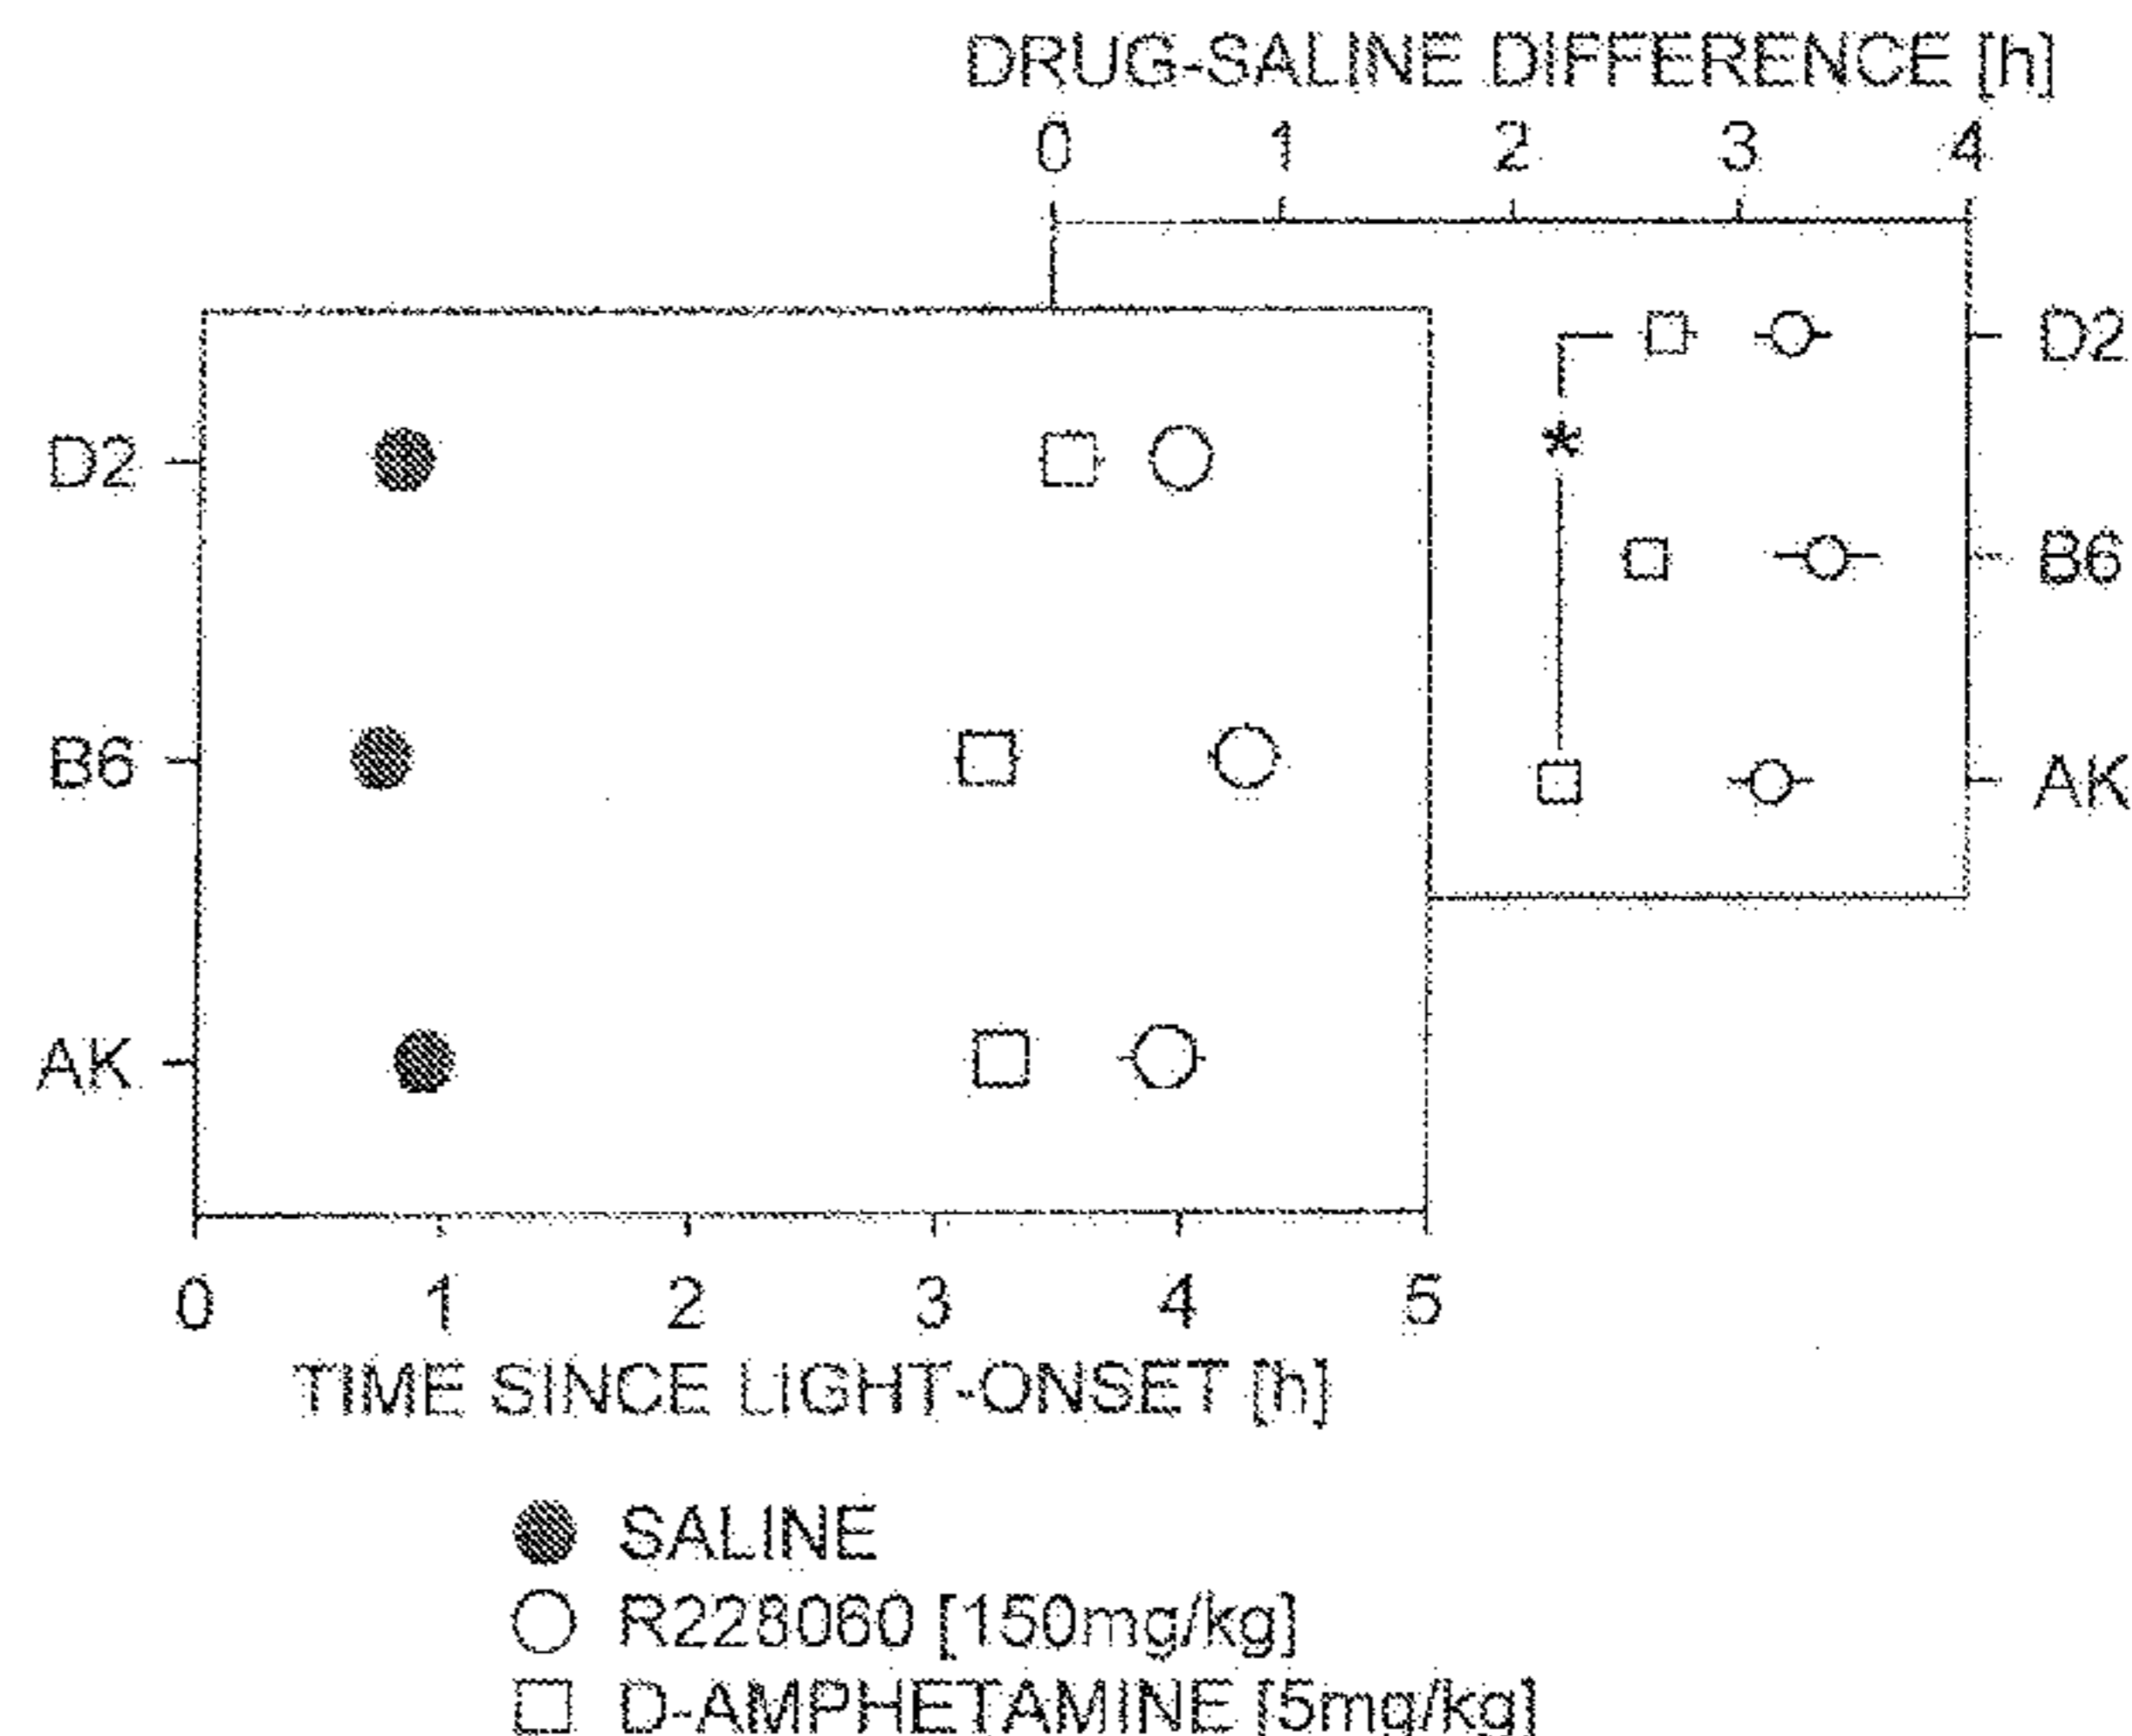 DRUG-SALINE DIFFERENCE [h]
0 1 2 3 4
D2
D2
*
B6
B6
AK
AK
0 1 2 3 4 5
TIME SINCE LIGHT-ONSET [h]
SALINE
R228060 [150mg/kg]
D-AMPHETAMINE [5mg/kg]